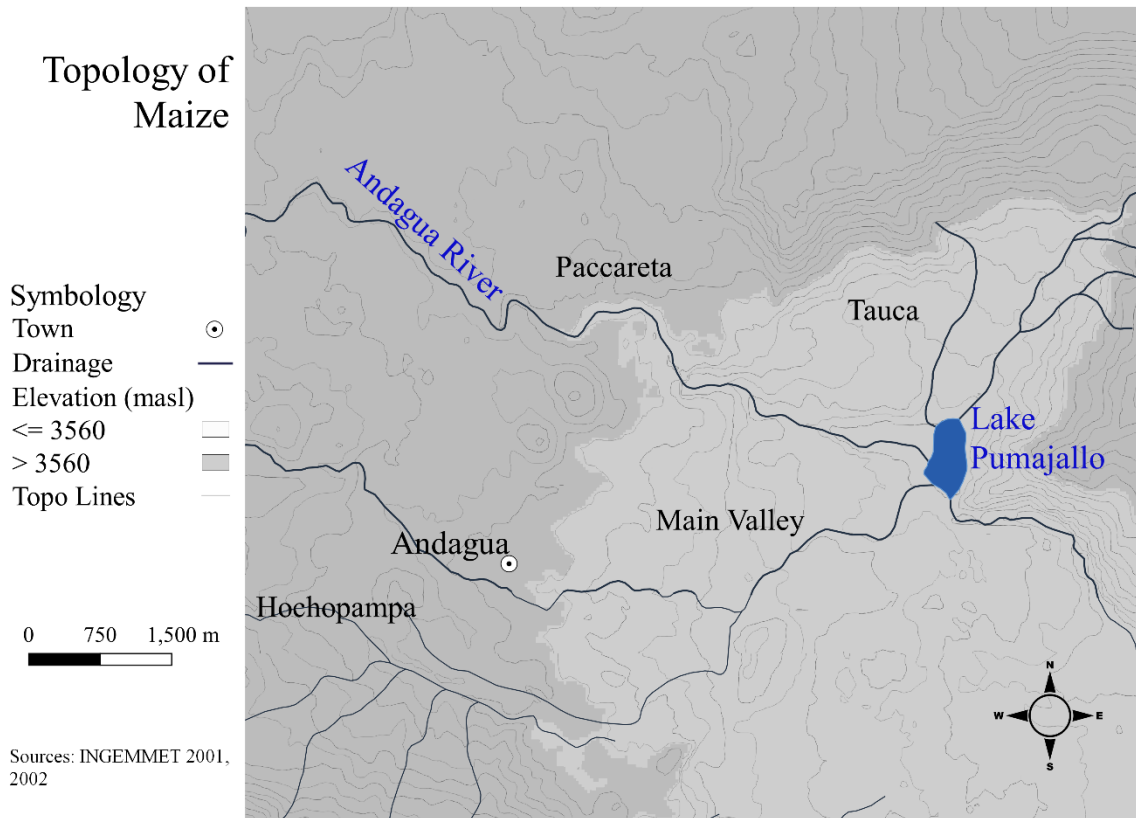 Topology of
Maize
Symbology
Town
Drainage
Elevation (masl)
<= 3560
> 3560
Topo Lines
0 750 1,500 m
Sources: INGEMMET 2001,
2002
Andagua River
Paccareta
Tauca
Lake
Pumajallo
Main Valley
Andagua
Hochopampa
N
W E
S